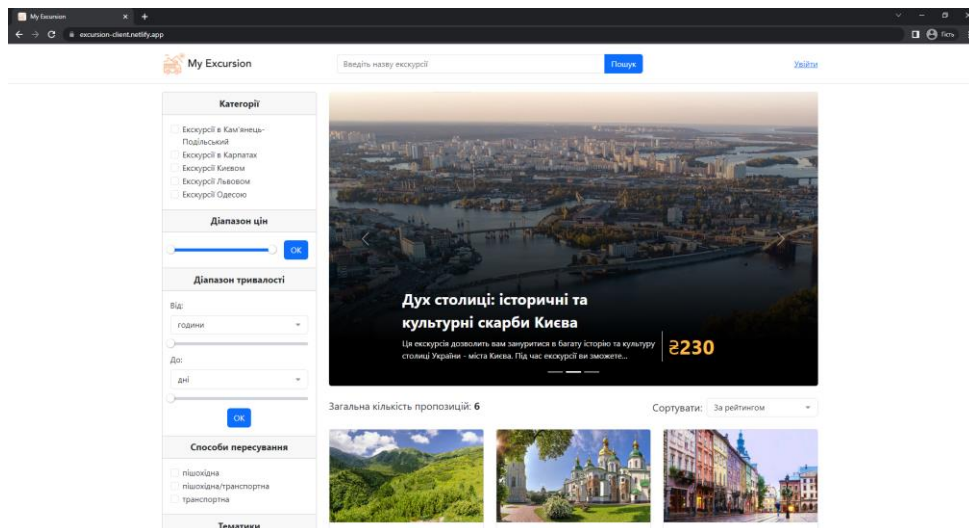 My Excursion
excursion-client.netlify.app
Гість
My Excursion
Введіть назву екскурсії
Пошук
Увійти
Категорії
Екскурсії в Кам'янець-
Подільський
Екскурсії в Карпатах
Екскурсії Києвом
Екскурсії Львовом
Екскурсії Одесою
Діапазон цін
OK
Діапазон тривалості
Від:
години
До:
дні
OK
Способи пересування
пішохідна
пішохідна/транспортна
транспортна
Тематики
Дух столиці: історичні та
культурні скарби Києва
Ця екскурсія дозволить вам зануритися в багату історію та культуру
столиці України - міста Києва. Під час екскурсії ви зможете...
₴230
Загальна кількість пропозицій: 6
Сортувати: За рейтингом